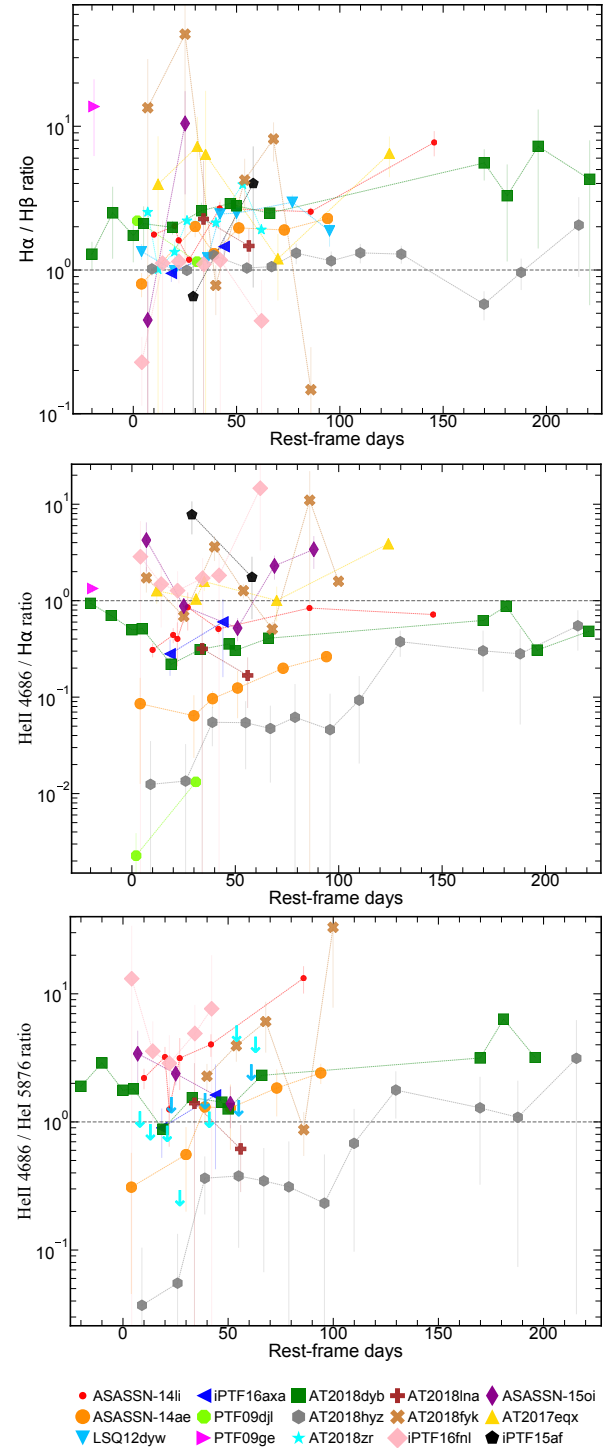 10²
10¹
10⁰
10⁻¹
Hα / Hβ ratio
0 50 100 150 200
Rest-frame days
10¹
10⁰
10⁻¹
10⁻²
HeII 4686 / Hα ratio
0 50 100 150 200
Rest-frame days
10¹
10⁰
10⁻¹
HeII 4686 / HeI 5876 ratio
0 50 100 150 200
Rest-frame days
ASASSN-14li iPTF16axa AT2018dyb AT2018lna ASASSN-15oi
ASASSN-14ae PTF09djl AT2018hyz AT2018fyk AT2017eqx
LSQ12dyw PTF09ge AT2018zr iPTF16fnl iPTF15af